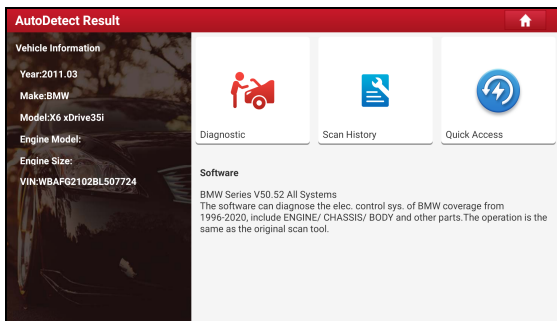 AutoDetect Result
Vehicle Information
Year:2011.03
Make:BMW
Model:X6 xDrive35i
Engine Model:
Engine Size:
VIN:WBAFG2102BL507724
Diagnostic
Scan History
Quick Access
Software
BMW Series V50.52 All Systems
The software can diagnose the elec. control sys. of BMW coverage from
1996-2020, include ENGINE/ CHASSIS/ BODY and other parts.The operation is the
same as the original scan tool.